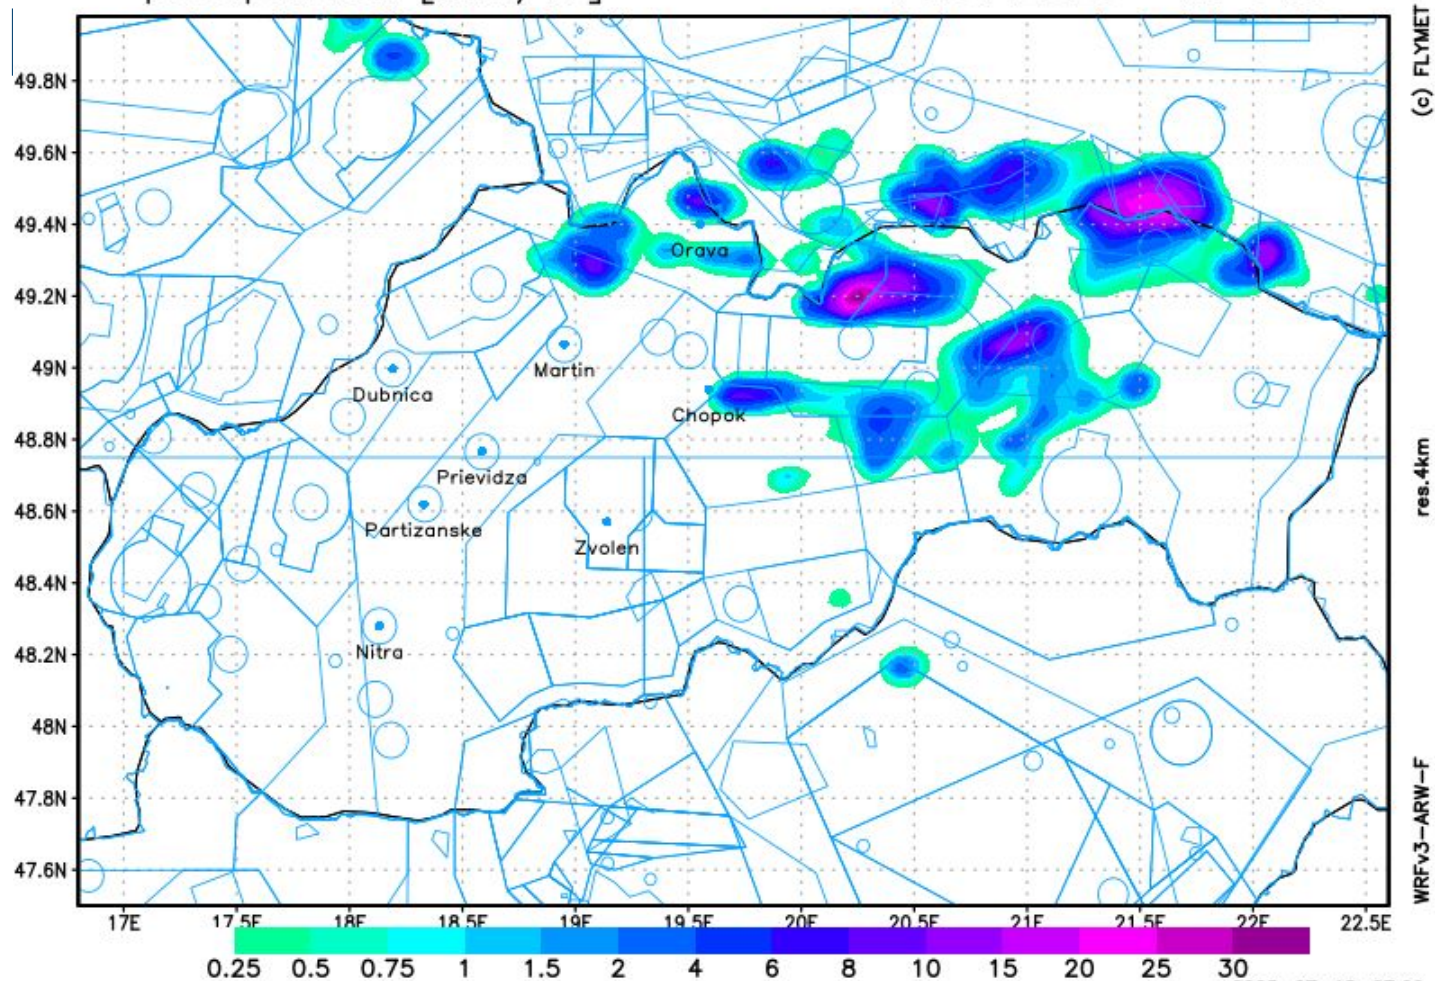 (c) FLYMET
49.8N
49.6N
49.4N
Orava
49.2N
49N
Martin
Dubnica
Chopok
48.8N
Prievidza
res.4km
48.6N
Partizanske
Zvolen
48.4N
Nitra
48.2N
48N
47.8N
WRFv3-ARW-F
47.6N
17E 17.5E 18E 18.5E 19E 19.5E 20E 20.5E 21E 21.5E 22E 22.5E
0.25 0.5 0.75 1 1.5 2 4 6 8 10 15 20 25 30